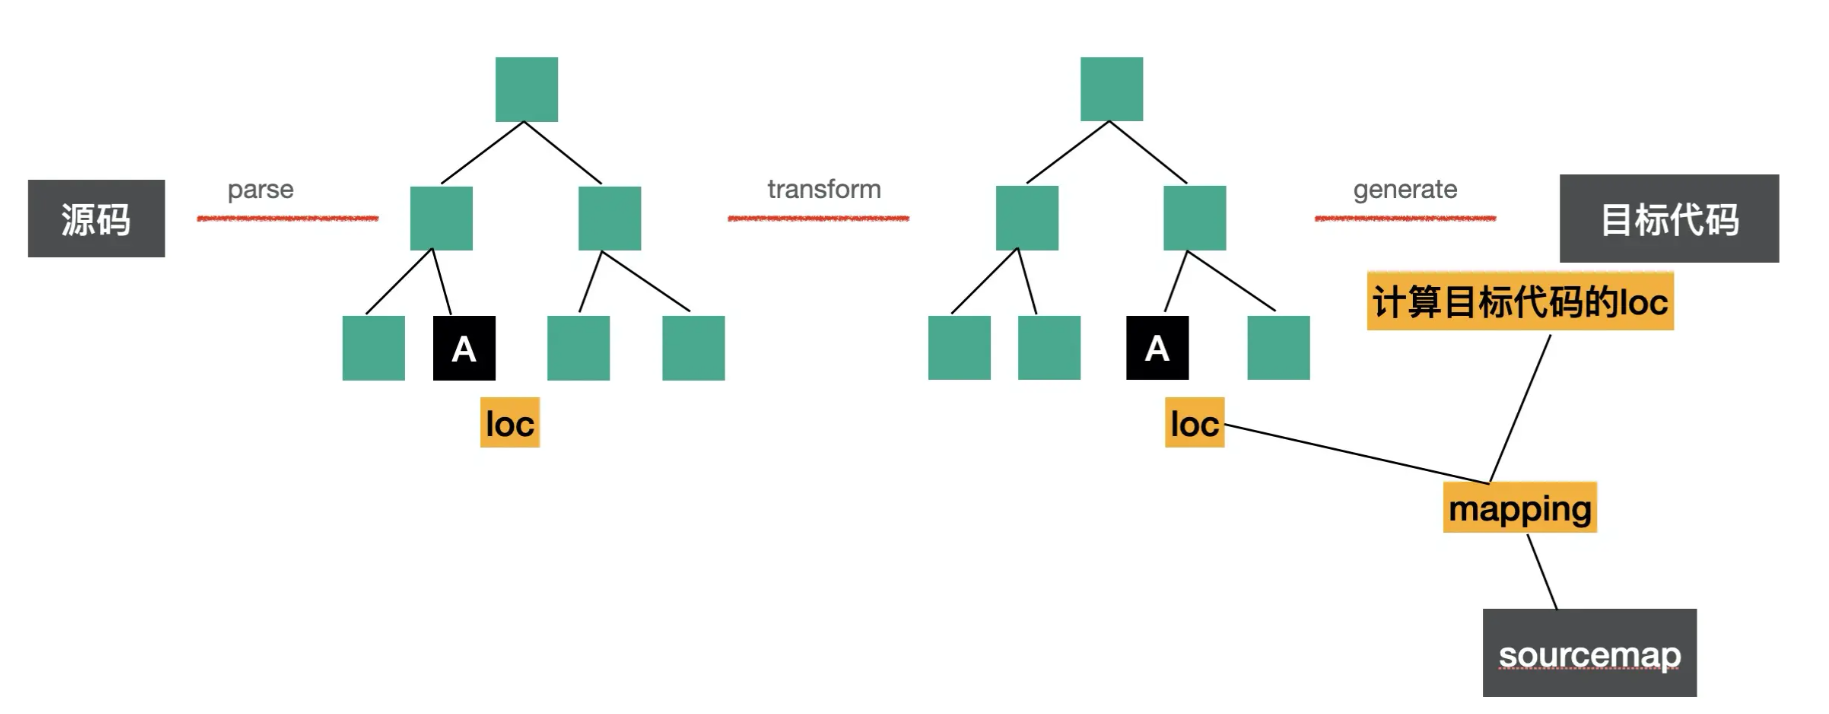 源码
parse
A
loc
transform
A
loc
generate
目标代码
计算目标代码的loc
mapping
sourcemap